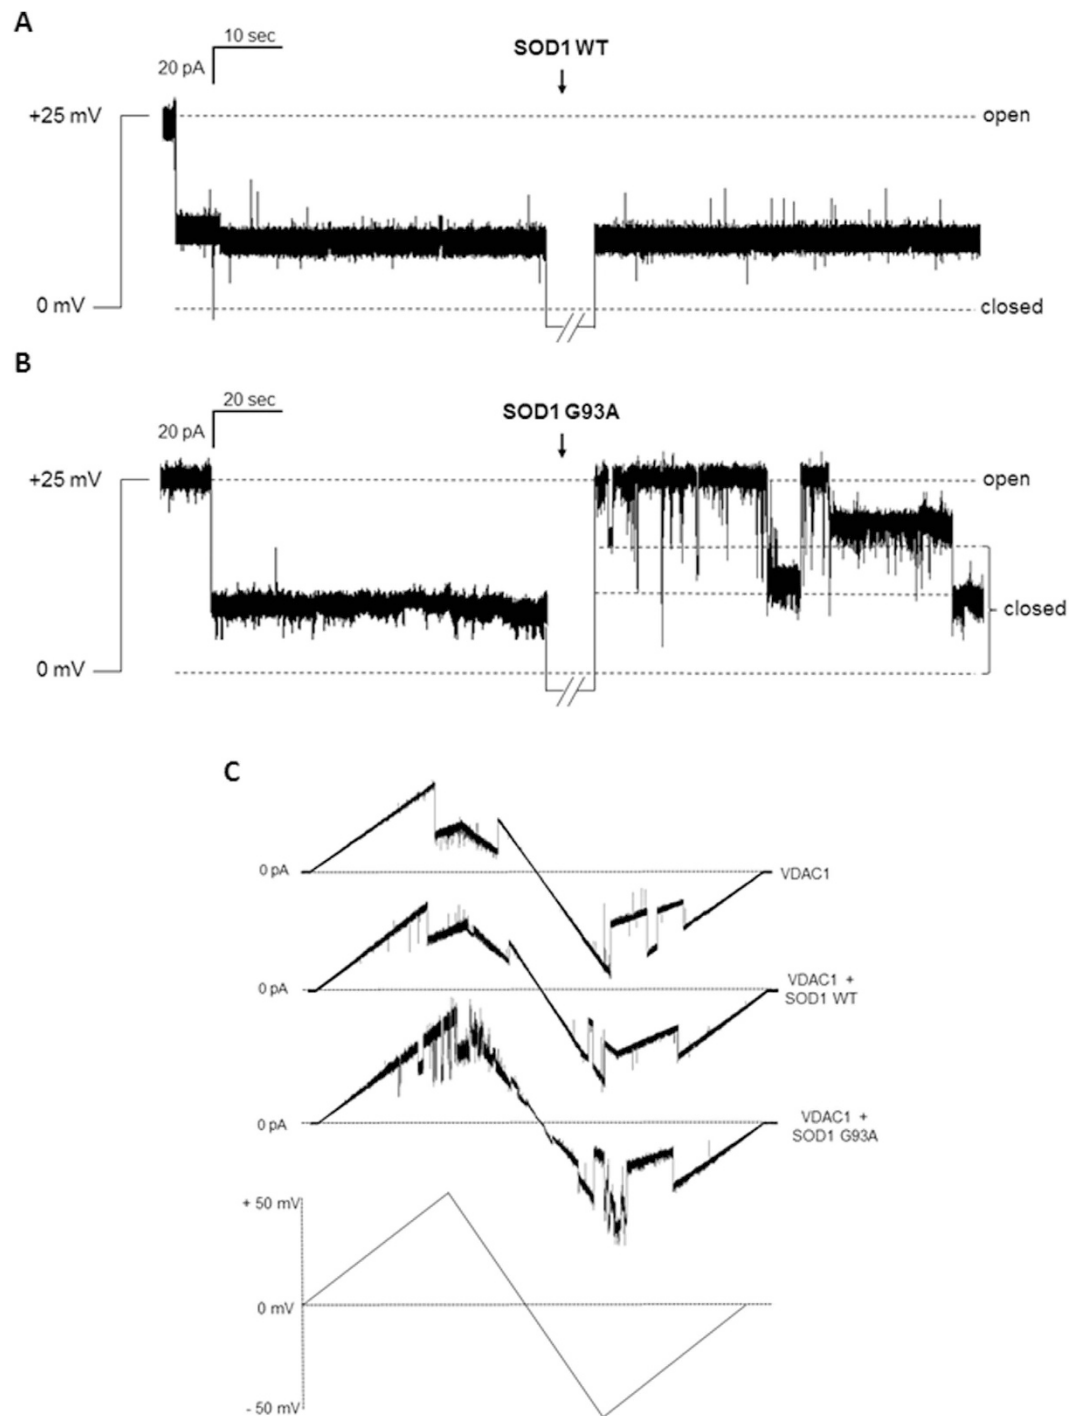 A
10 sec
SOD1 WT
20 pA
+25 mV
open
0 mV
closed
B
20 sec
SOD1 G93A
20 pA
+25 mV
open
closed
0 mV
C
0 pA
VDAC1
0 pA
VDAC1 +
SOD1 WT
0 pA
VDAC1 +
SOD1 G93A
+ 50 mV
0 mV
- 50 mV